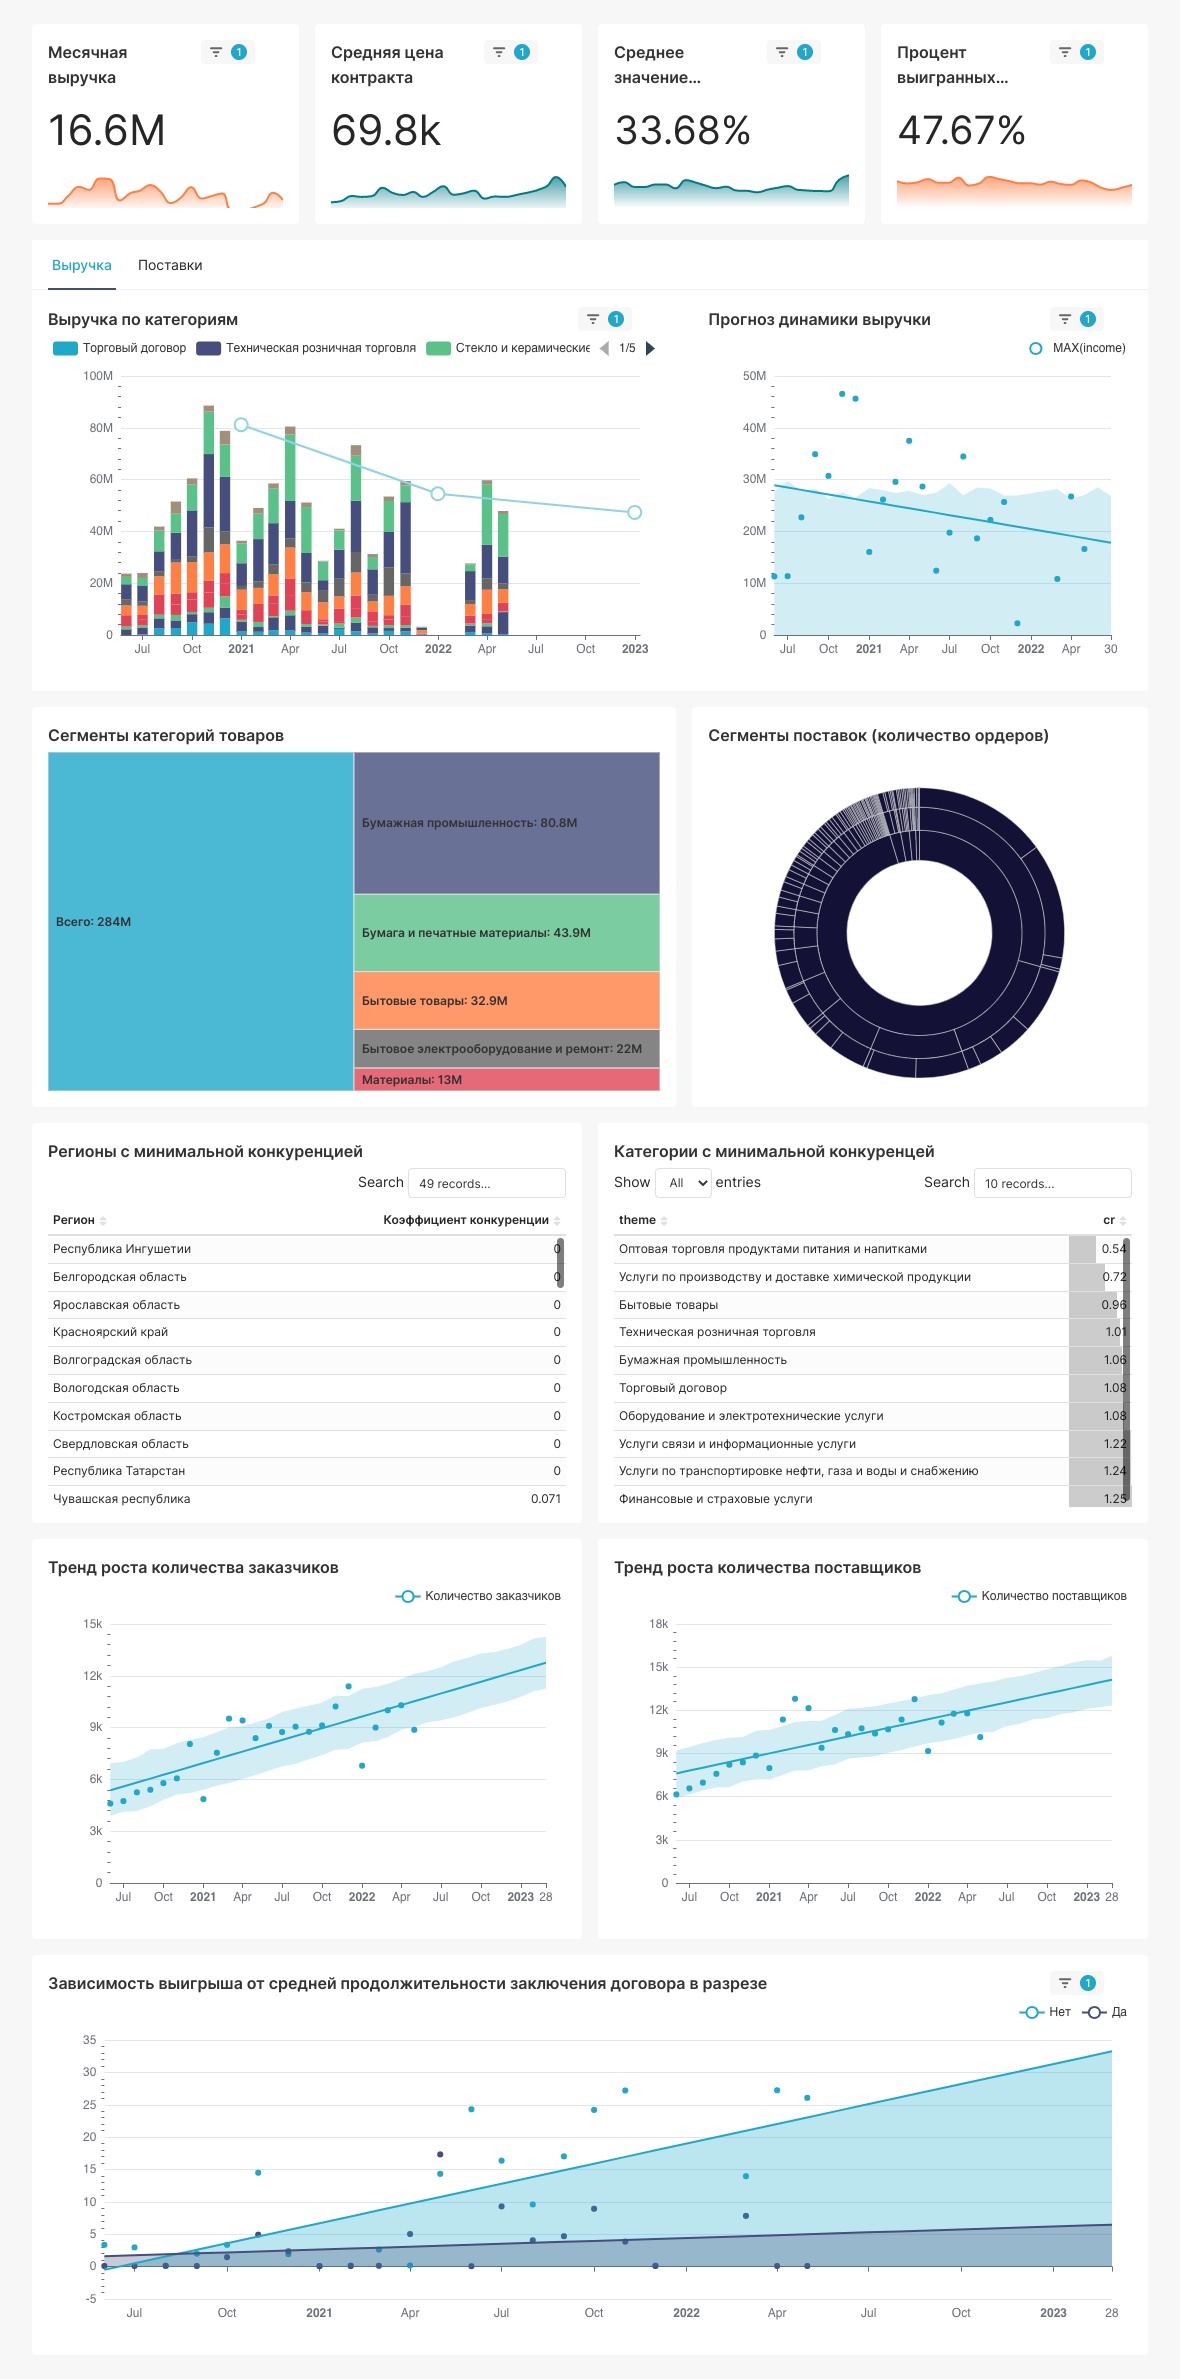 Месячная
выручка
1
16.6M
Средняя цена
контракта
1
69.8k
Среднее
значение...
1
33.68%
Процент
выигранных...
1
47.67%
Выручка Поставки
Выручка по категориям
1
Торговый договор Техническая розничная торговля Стекло и керамические 1/5
100M
80M
60M
40M
20M
0
Jul Oct 2021 Apr Jul Oct 2022 Apr Jul Oct 2023
Прогноз динамики выручки
1
MAX(income)
50M
40M
30M
20M
10M
0
Jul Oct 2021 Apr Jul Oct 2022 Apr 30
Сегменты категорий товаров
Всего: 284M
Бумажная промышленность: 80.8M
Бумага и печатные материалы: 43.9M
Бытовые товары: 32.9M
Бытовое электрооборудование и ремонт: 22M
Материалы: 13M
Сегменты поставок (количество ордеров)
Регионы с минимальной конкуренцией
Search 49 records...
Регион Коэффициент конкуренции
Республика Ингушетии 0
Белгородская область 0
Ярославская область 0
Красноярский край 0
Волгоградская область 0
Вологодская область 0
Костромская область 0
Свердловская область 0
Республика Татарстан 0
Чувашская республика 0.071
Категории с минимальной конкуренцей
Show All entries Search 10 records...
theme cr
Оптовая торговля продуктами питания и напитками 0.54
Услуги по производству и доставке химической продукции 0.72
Бытовые товары 0.96
Техническая розничная торговля 1.01
Бумажная промышленность 1.06
Торговый договор 1.08
Оборудование и электротехнические услуги 1.08
Услуги связи и информационные услуги 1.22
Услуги по транспортировке нефти, газа и воды и снабжению 1.24
Финансовые и страховые услуги 1.25
Тренд роста количества заказчиков
Количество заказчиков
15k
12k
9k
6k
3k
0
Jul Oct 2021 Apr Jul Oct 2022 Apr Jul Oct 2023 28
Тренд роста количества поставщиков
Количество поставщиков
18k
15k
12k
9k
6k
3k
0
Jul Oct 2021 Apr Jul Oct 2022 Apr Jul Oct 2023 28
Зависимость выигрыша от средней продолжительности заключения договора в разрезе
1
Нет Да
35
30
25
20
15
10
5
0
-5
Jul Oct 2021 Apr Jul Oct 2022 Apr Jul Oct 2023 28